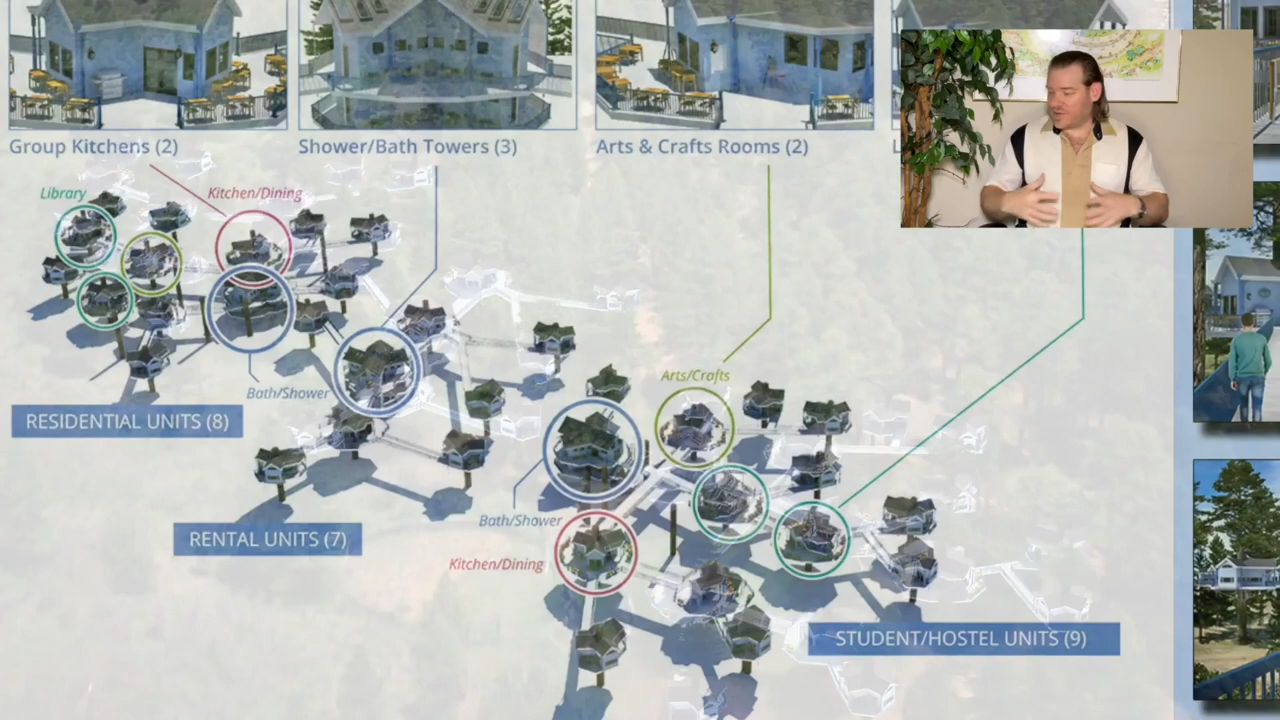 Group Kitchens (2)
Shower/Bath Towers (3)
Arts & Crafts Rooms (2)
Library
Kitchen/Dining
Bath/Shower
RESIDENTIAL UNITS (8)
Arts/Crafts
RENTAL UNITS (7)
Bath/Shower
Kitchen/Dining
STUDENT/HOSTEL UNITS (9)